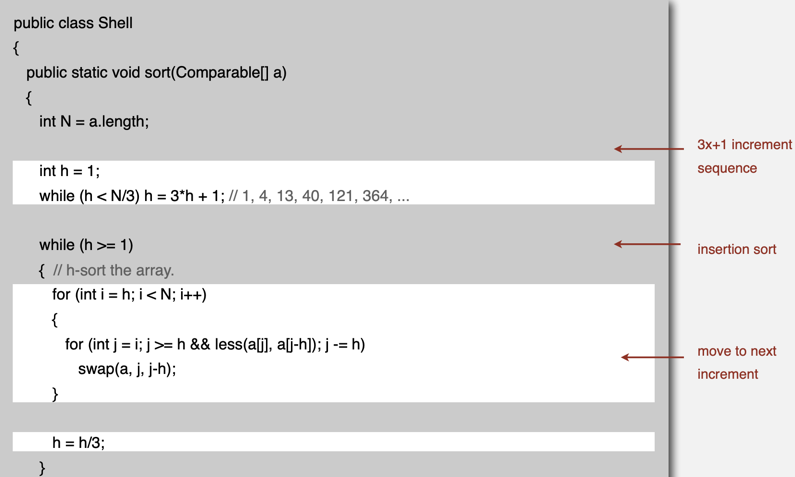 public class Shell
{
public static void sort(Comparable[] a)
{
int N = a.length;
3x+1 increment
sequence
int h = 1;
while (h < N/3) h = 3*h + 1; // 1, 4, 13, 40, 121, 364, ...
while (h >= 1)
insertion sort
{ // h-sort the array.
for (int i = h; i < N; i++)
{
for (int j = i; j >= h && less(a[j], a[j-h]); j -= h)
move to next
increment
swap(a, j, j-h);
}
h = h/3;
}